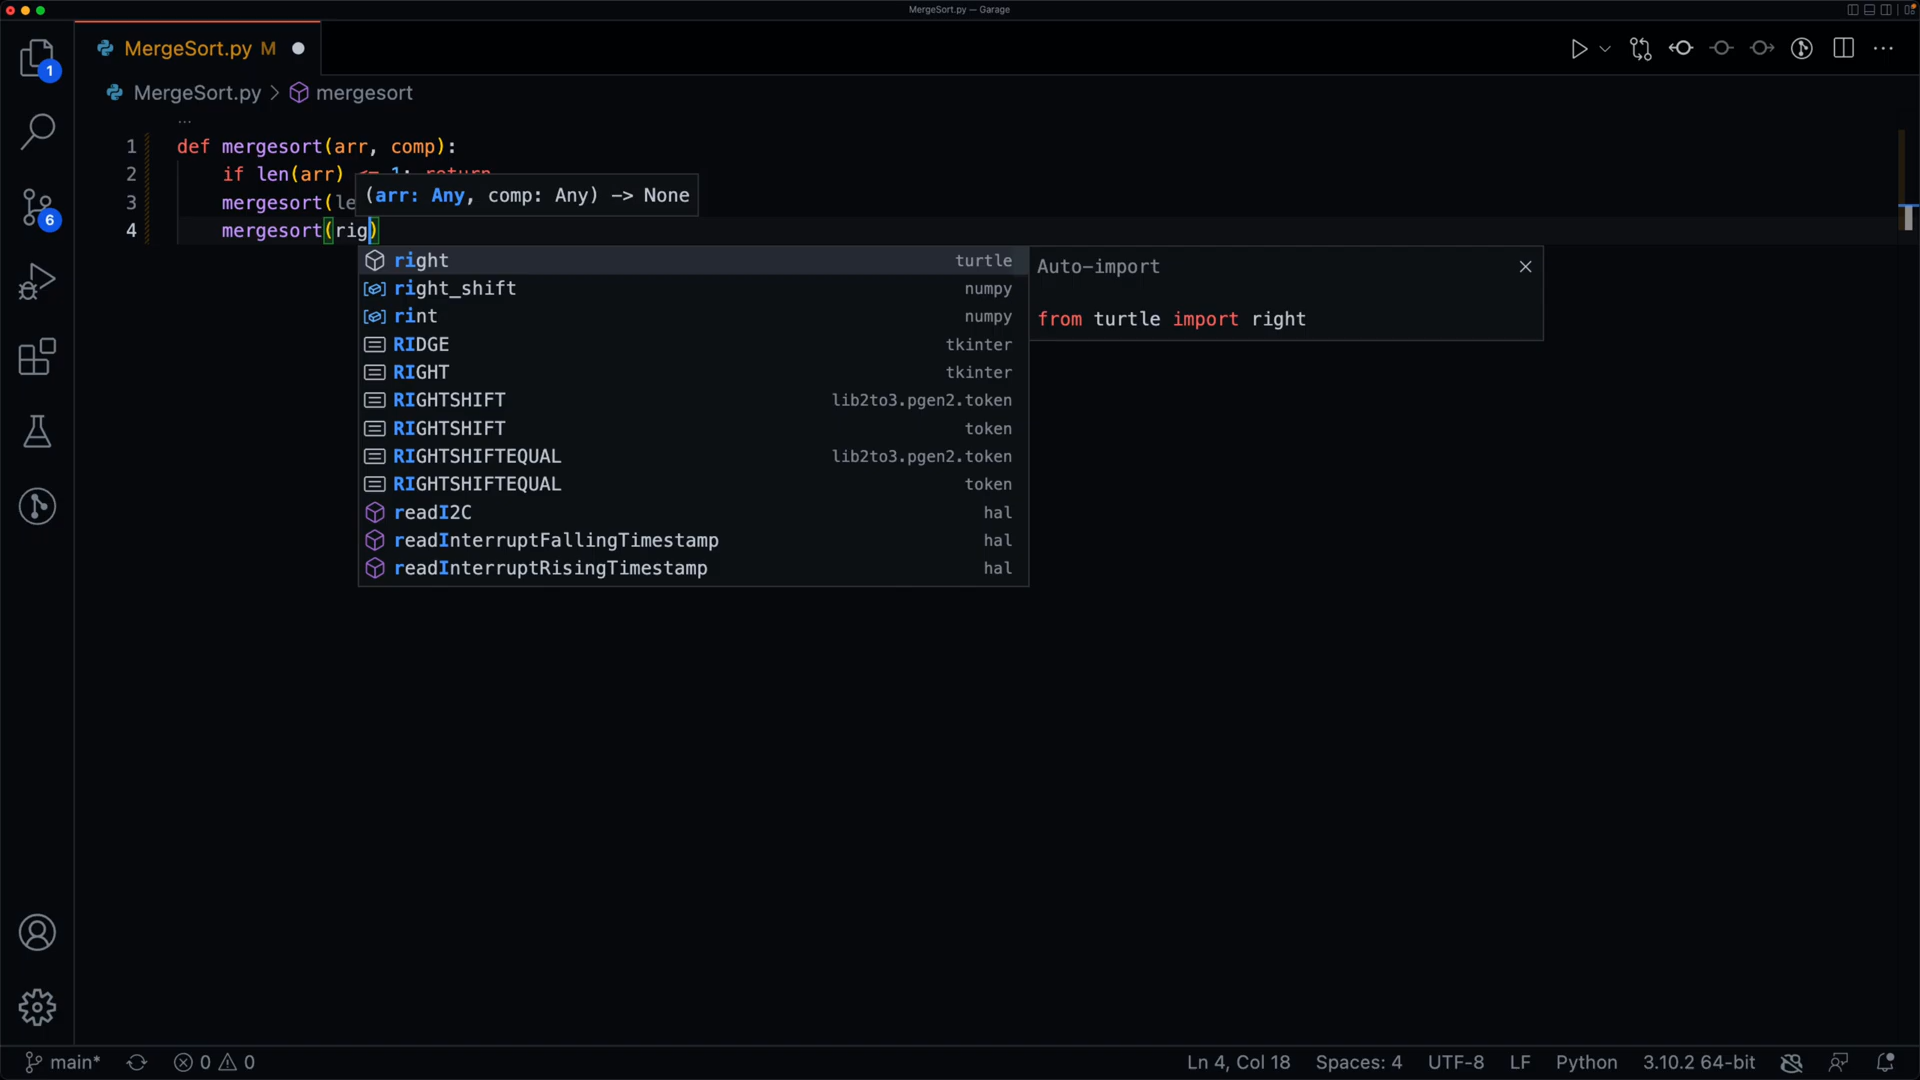 MergeSort.py — Garage
1
MergeSort.py M
MergeSort.py > mergesort
...
1 def mergesort(arr, comp):
2 if len(arr) <= 1: return
3 mergesort(le
(arr: Any, comp: Any) -> None
4 mergesort(rig)
right turtle
Auto-import
right_shift numpy
rint numpy
from turtle import right
RIDGE tkinter
RIGHT tkinter
RIGHTSHIFT lib2to3.pgen2.token
RIGHTSHIFT token
RIGHTSHIFTEQUAL lib2to3.pgen2.token
RIGHTSHIFTEQUAL token
readI2C hal
readInterruptFallingTimestamp hal
readInterruptRisingTimestamp hal
6
main* 0 0 Ln 4, Col 18 Spaces: 4 UTF-8 LF Python 3.10.2 64-bit